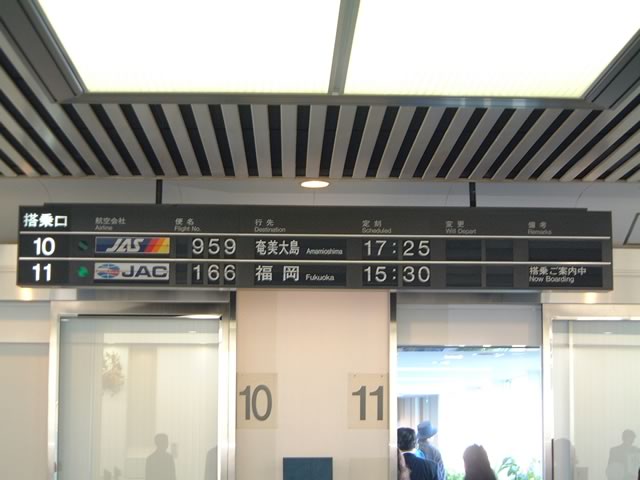 搭乗口 航空会社 Airline 便名 Flight No. 行先 Destination 定刻 Scheduled 変更 Will Depart 備考 Remarks
10 JAS 959 奄美大島 Amamioshima 17:25
11 JAC 166 福岡 Fukuoka 15:30 搭乗ご案内中 Now Boarding
10 11